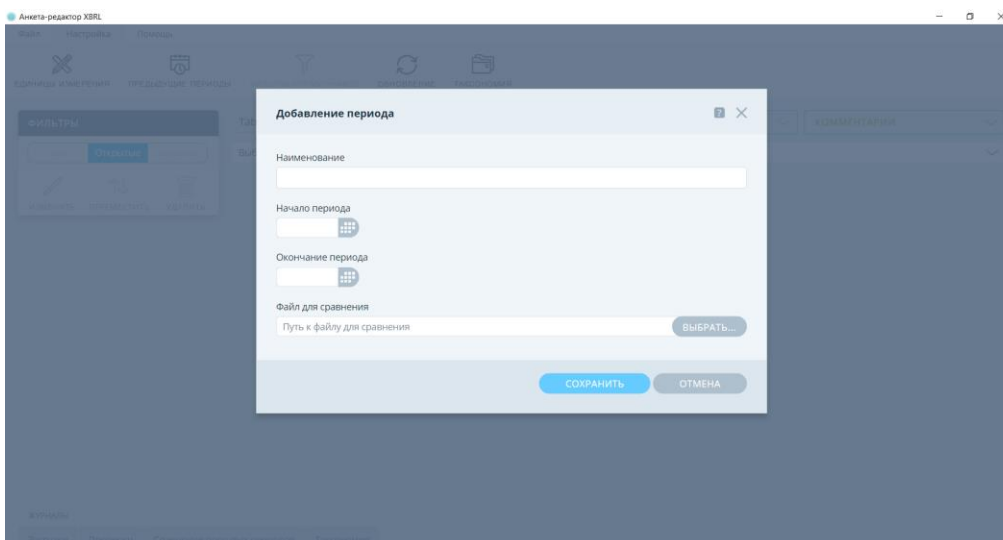 Анкета-редактор XBRL
Файл Настройка Помощь
ЕДИНИЦЫ ИЗМЕРЕНИЯ ПРЕДЫДУЩИЕ ПЕРИОДЫ ОБНОВЛЕНИЕ ТАКСОНОМИЯ
Добавление периода
ФИЛЬТРЫ
КОММЕНТАРИИ
Открытые
Наименование
Начало периода
Окончание периода
Файл для сравнения
Путь к файлу для сравнения
ВЫБРАТЬ...
СОХРАНИТЬ ОТМЕНА
ЖУРНАЛЫ